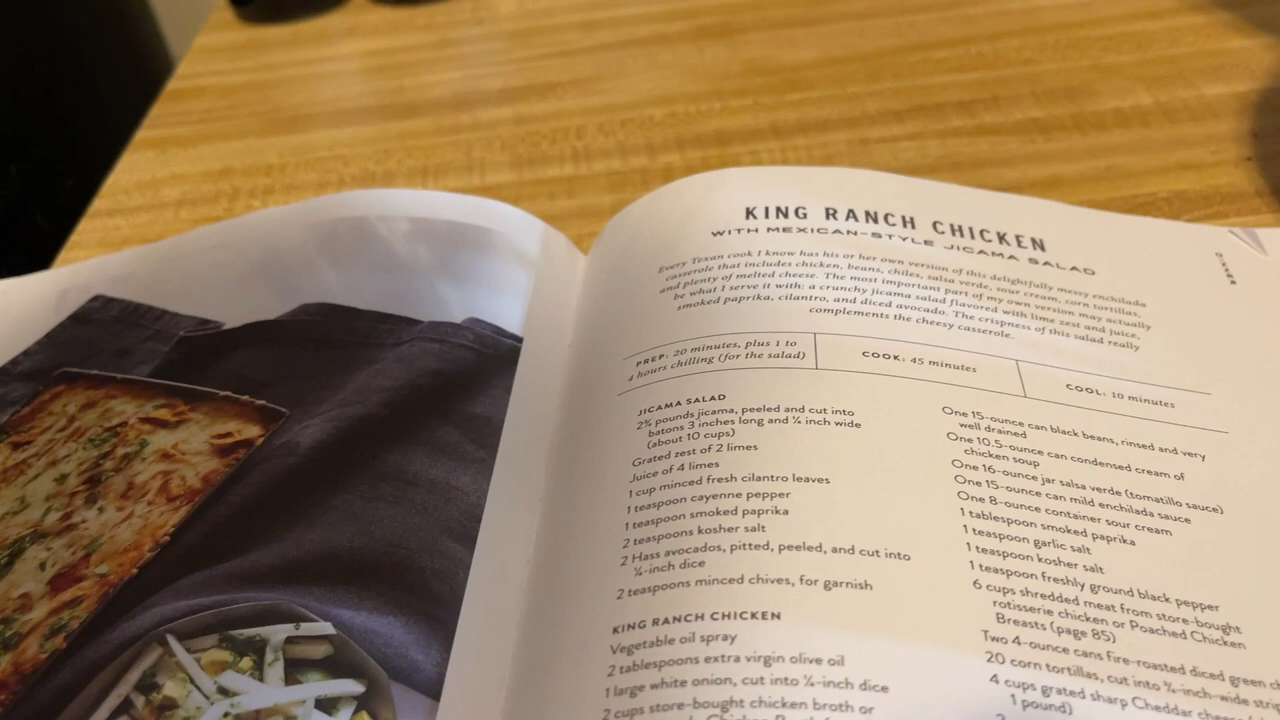 KING RANCH CHICKEN
WITH MEXICAN-STYLE JICAMA SALAD
DINNER
Every Texan cook I know has his or her own version of this delightfully messy enchilada
casserole that includes chicken, beans, chiles, salsa verde, sour cream, corn tortillas,
and plenty of melted cheese. The most important part of my own version may actually
be what I serve it with: a crunchy jicama salad flavored with lime zest and juice,
smoked paprika, cilantro, and diced avocado. The crispness of this salad really
complements the cheesy casserole.
PREP: 20 minutes, plus 1 to
4 hours chilling (for the salad)
COOK: 45 minutes
COOL: 10 minutes
JICAMA SALAD
2¾ pounds jicama, peeled and cut into
batons 3 inches long and ¼ inch wide
(about 10 cups)
Grated zest of 2 limes
Juice of 4 limes
1 cup minced fresh cilantro leaves
1 teaspoon cayenne pepper
1 teaspoon smoked paprika
2 teaspoons kosher salt
2 Hass avocados, pitted, peeled, and cut into
¼-inch dice
2 teaspoons minced chives, for garnish
KING RANCH CHICKEN
Vegetable oil spray
2 tablespoons extra virgin olive oil
1 large white onion, cut into ¼-inch dice
2 cups store-bought chicken broth or
One 15-ounce can black beans, rinsed and very
well drained
One 10.5-ounce can condensed cream of
chicken soup
One 16-ounce jar salsa verde (tomatillo sauce)
One 15-ounce can mild enchilada sauce
One 8-ounce container sour cream
1 tablespoon smoked paprika
1 teaspoon garlic salt
1 teaspoon kosher salt
1 teaspoon freshly ground black pepper
6 cups shredded meat from store-bought
rotisserie chicken or Poached Chicken
Breasts (page 85)
Two 4-ounce cans fire-roasted diced green
20 corn tortillas, cut into ¾-inch-wide
4 cups grated sharp Cheddar
1 pound)